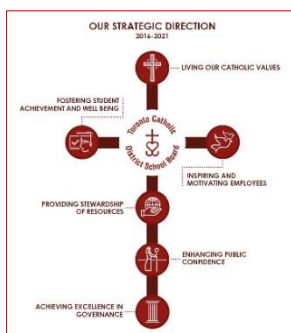 OUR STRATEGIC DIRECTION
2016-2021
LIVING OUR CATHOLIC VALUES
FOSTERING STUDENT
ACHIEVEMENT AND WELL BEING
Toronto Catholic
District School Board
INSPIRING AND
MOTIVATING EMPLOYEES
PROVIDING STEWARDSHIP
OF RESOURCES
ENHANCING PUBLIC
CONFIDENCE
ACHIEVING EXCELLENCE IN
GOVERNANCE